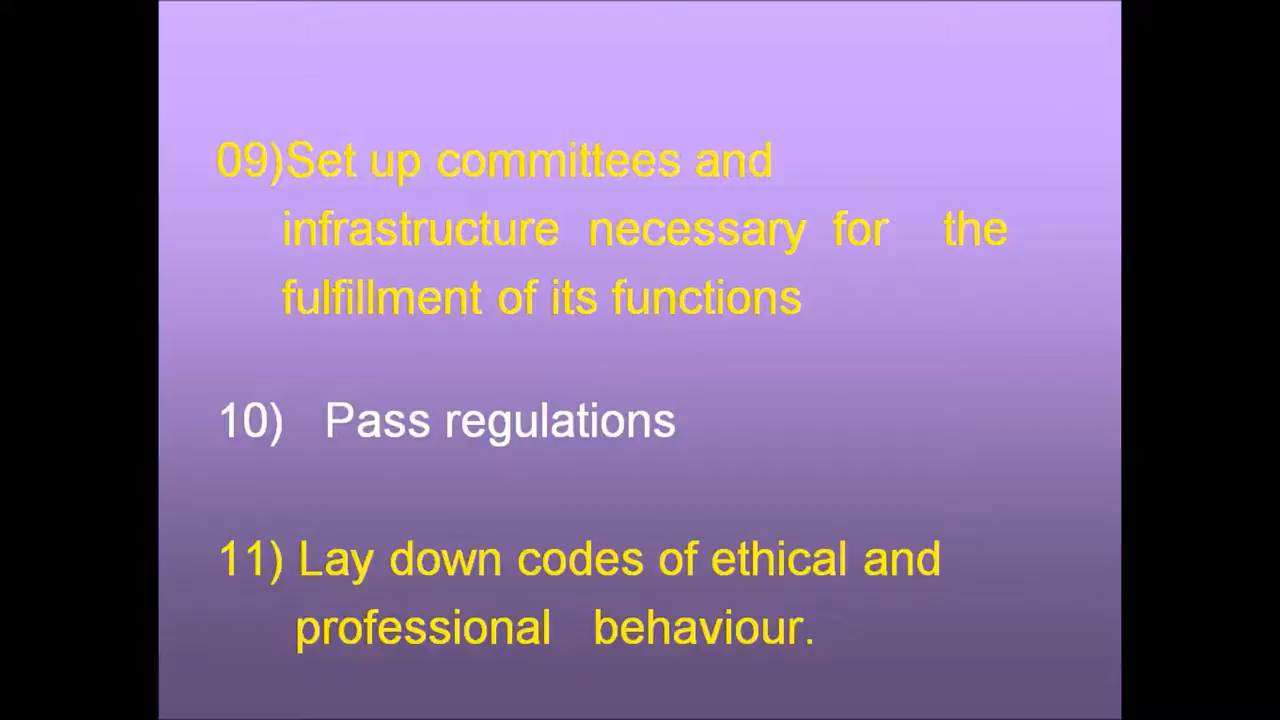 09)Set up committees and
infrastructure necessary for the
fulfillment of its functions
10) Pass regulations
11) Lay down codes of ethical and
professional behaviour.